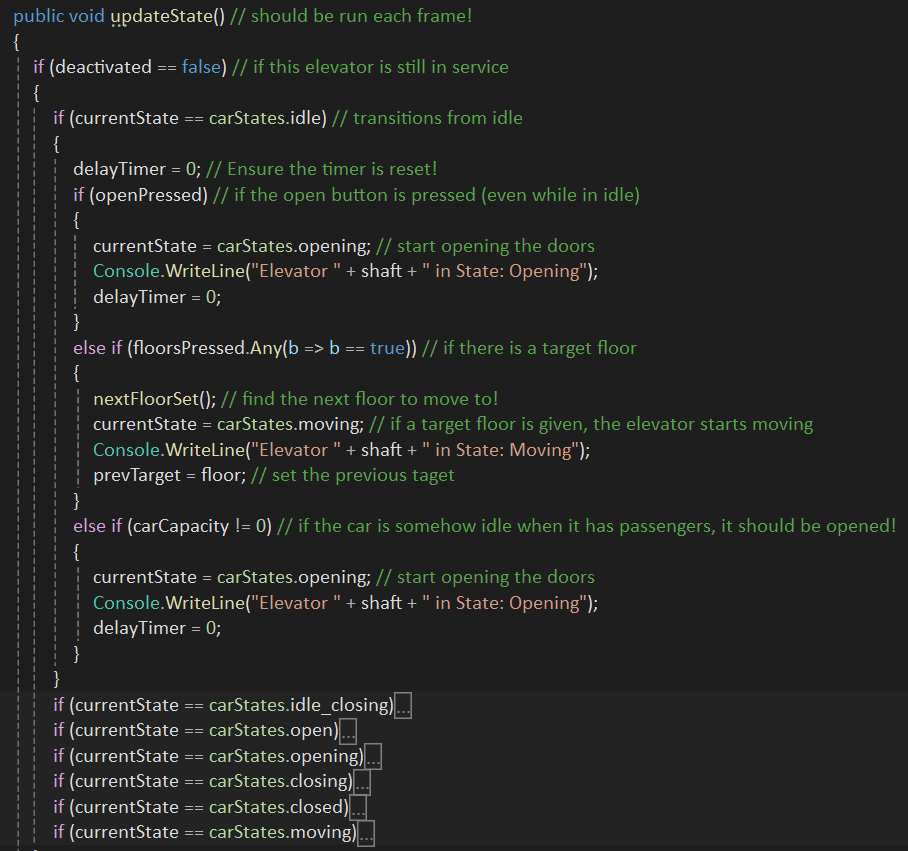 public void updateState() // should be run each frame!
{
if (deactivated == false) // if this elevator is still in service
{
if (currentState == carStates.idle) // transitions from idle
{
delayTimer = 0; // Ensure the timer is reset!
if (openPressed) // if the open button is pressed (even while in idle)
{
currentState = carStates.opening; // start opening the doors
Console.WriteLine("Elevator " + shaft + " in State: Opening");
delayTimer = 0;
}
else if (floorsPressed.Any(b => b == true)) // if there is a target floor
{
nextFloorSet(); // find the next floor to move to!
currentState = carStates.moving; // if a target floor is given, the elevator starts moving
Console.WriteLine("Elevator " + shaft + " in State: Moving");
prevTarget = floor; // set the previous taget
}
else if (carCapacity != 0) // if the car is somehow idle when it has passengers, it should be opened!
{
currentState = carStates.opening; // start opening the doors
Console.WriteLine("Elevator " + shaft + " in State: Opening");
delayTimer = 0;
}
}
if (currentState == carStates.idle_closing)...
if (currentState == carStates.open)...
if (currentState == carStates.opening)...
if (currentState == carStates.closing)...
if (currentState == carStates.closed)...
if (currentState == carStates.moving)...